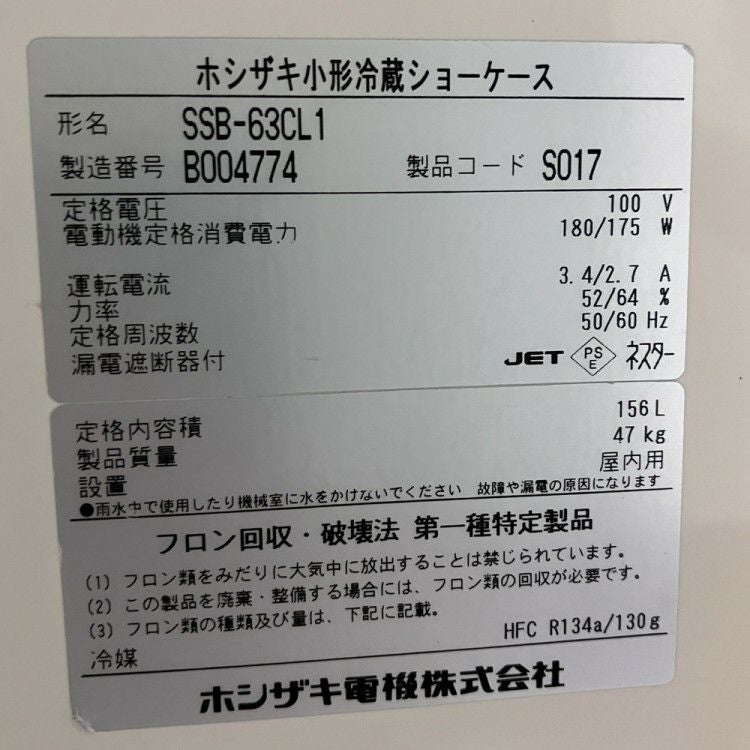 ホシザキ小形冷蔵ショーケース
形名 SSB-63CL1
製造番号 B004774 製品コード S017
定格電圧 100 V
電動機定格消費電力 180/175 W
運転電流 3.4/2.7 A
力率 52/64 %
定格周波数 50/60 Hz
漏電遮断器付 JET PSE ネスター
定格内容積 156 L
製品質量 47 kg
設置 屋内用
●雨水中で使用したり機械室に水をかけないでください 故障や漏電の原因になります
フロン回収・破壊法 第一種特定製品
(1) フロン類をみだりに大気中に放出することは禁じられています。
(2) この製品を廃棄・整備する場合には、フロン類の回収が必要です。
(3) フロン類の種類及び量は、下記に記載。
冷媒 HFC R134a/130g
ホシザキ電機株式会社